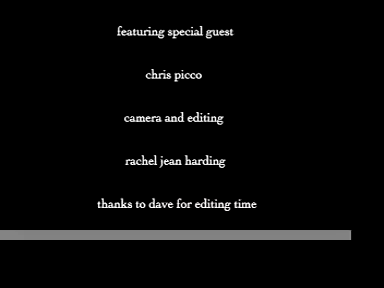 featuring special guest
chris picco
camera and editing
rachel jean harding
thanks to dave for editing time